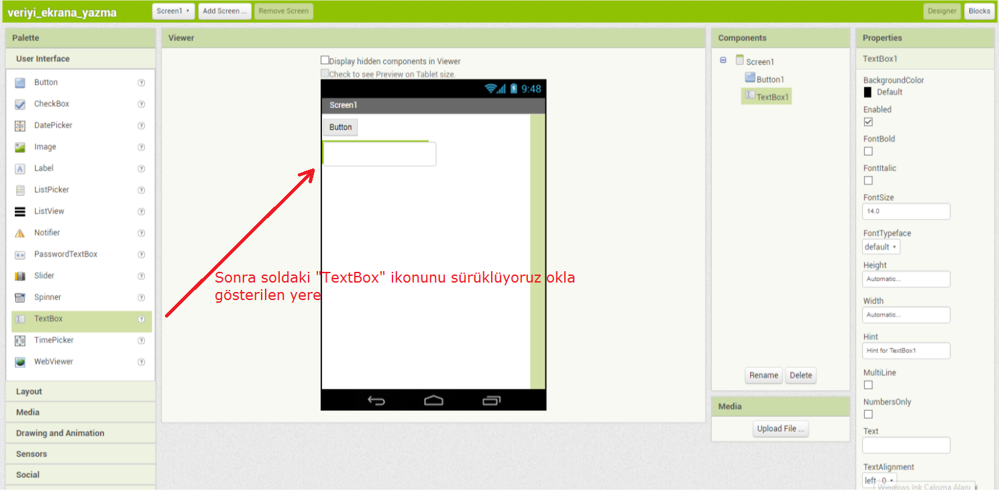 veriyi_ekrana_yazma
Screen1
Add Screen ...
Remove Screen
Designer
Blocks
Palette
User Interface
Button
?
CheckBox
?
DatePicker
?
Image
?
Label
?
ListPicker
?
ListView
?
Notifier
?
PasswordTextBox
?
Slider
?
Spinner
?
TextBox
?
TimePicker
?
WebViewer
?
Layout
Media
Drawing and Animation
Sensors
Social
Viewer
Display hidden components in Viewer
Check to see Preview on Tablet size.
9:48
Screen1
Button
Sonra soldaki "TextBox" ikonunu sürüklüyoruz okla
gösterilen yere
Components
Screen1
Button1
TextBox1
Rename
Delete
Media
Upload File ...
Properties
TextBox1
BackgroundColor
Default
Enabled
FontBold
FontItalic
FontSize
14.0
FontTypeface
default
Height
Automatic...
Width
Automatic...
Hint
Hint for TextBox1
MultiLine
NumbersOnly
Text
TextAlignment
left : 0
Windows Ink Çalışma Alanı